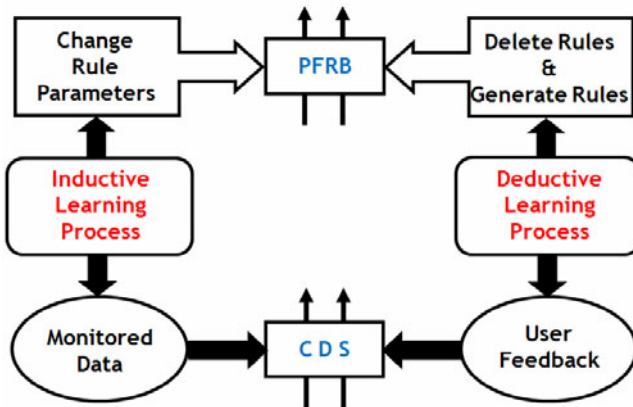 Change
Rule
Parameters
PFRB
Delete Rules
&
Generate Rules
Inductive
Learning
Process
Deductive
Learning
Process
Monitored
Data
C D S
User
Feedback